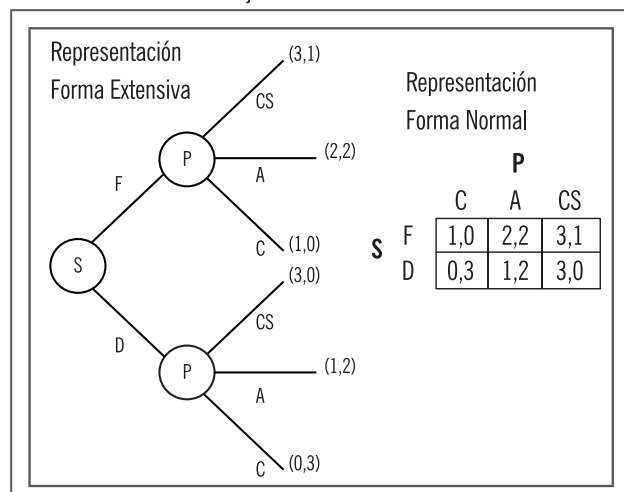 Representación
Forma Extensiva
(3,1)
CS
P
(2,2)
A
F
C
(1,0)
S
(3,0)
CS
D
P
(1,2)
A
C
(0,3)
Representación
Forma Normal
P
C A CS
S
F 1,0 2,2 3,1
D 0,3 1,2 3,0